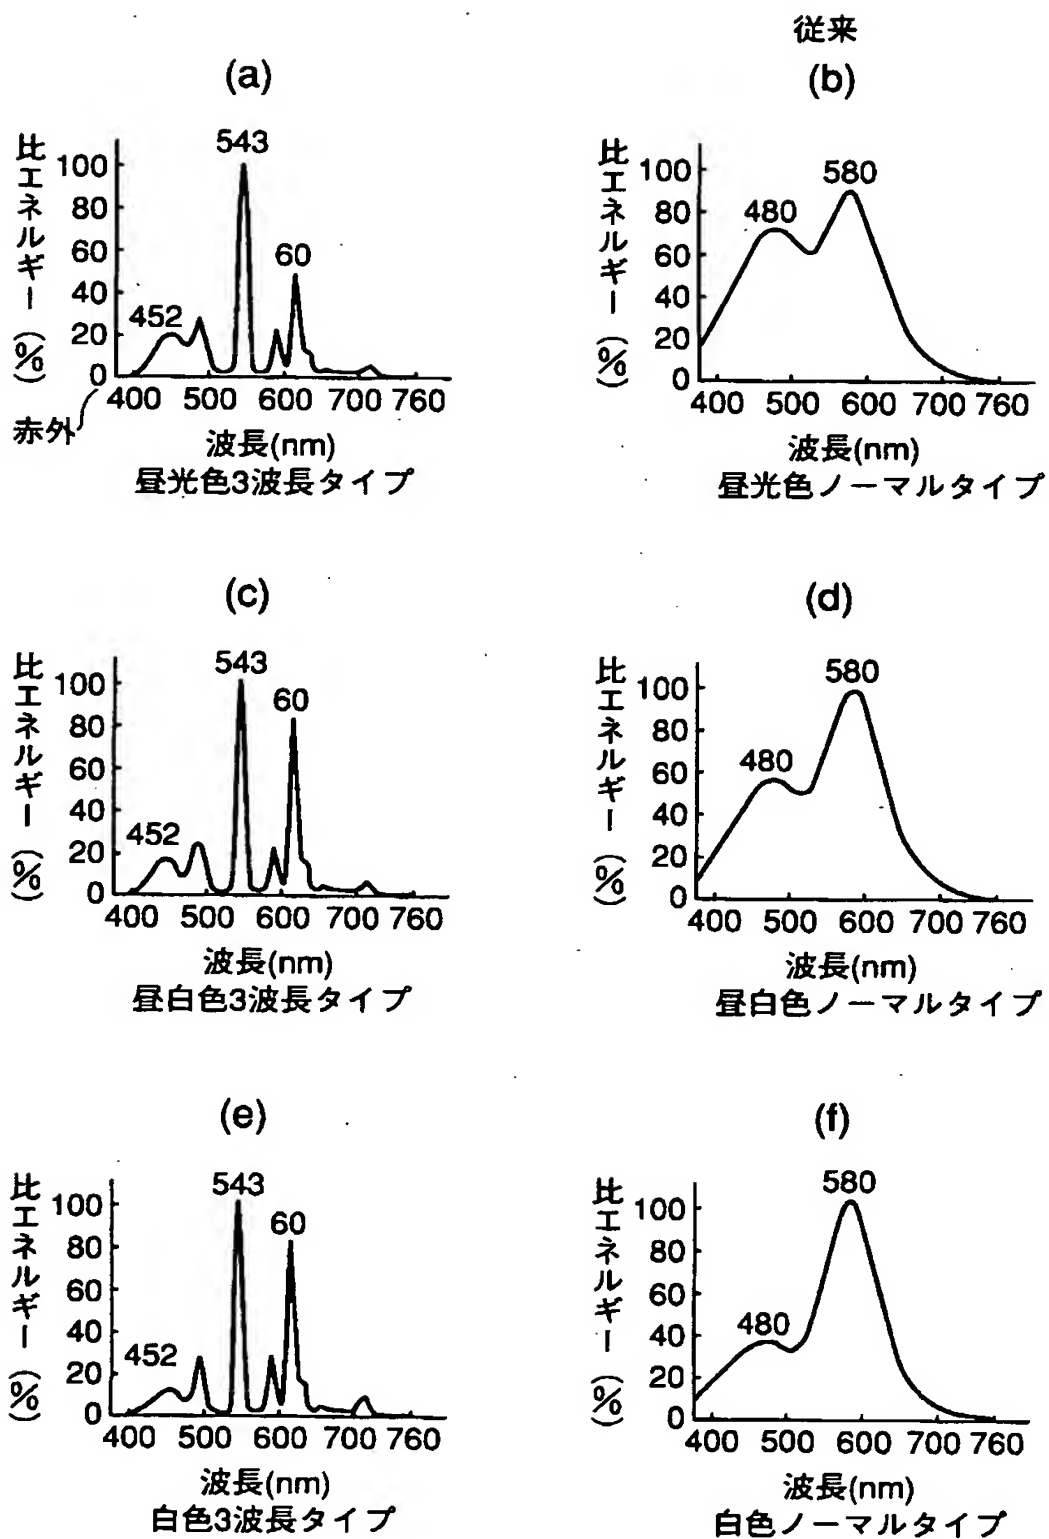 従来
(a)
543
60
452
比エネルギー (%)
100
80
60
40
20
0
400 500 600 700 760
赤外
波長(nm)
昼光色3波長タイプ
(b)
580
480
比エネルギー (%)
100
80
60
40
20
0
400 500 600 700 760
波長(nm)
昼光色ノーマルタイプ
(c)
543
60
452
比エネルギー (%)
100
80
60
40
20
0
400 500 600 700 760
波長(nm)
昼白色3波長タイプ
(d)
580
480
比エネルギー (%)
100
80
60
40
20
0
400 500 600 700 760
波長(nm)
昼白色ノーマルタイプ
(e)
543
60
452
比エネルギー (%)
100
80
60
40
20
0
400 500 600 700 760
波長(nm)
白色3波長タイプ
(f)
580
480
比エネルギー (%)
100
80
60
40
20
0
400 500 600 700 760
波長(nm)
白色ノーマルタイプ